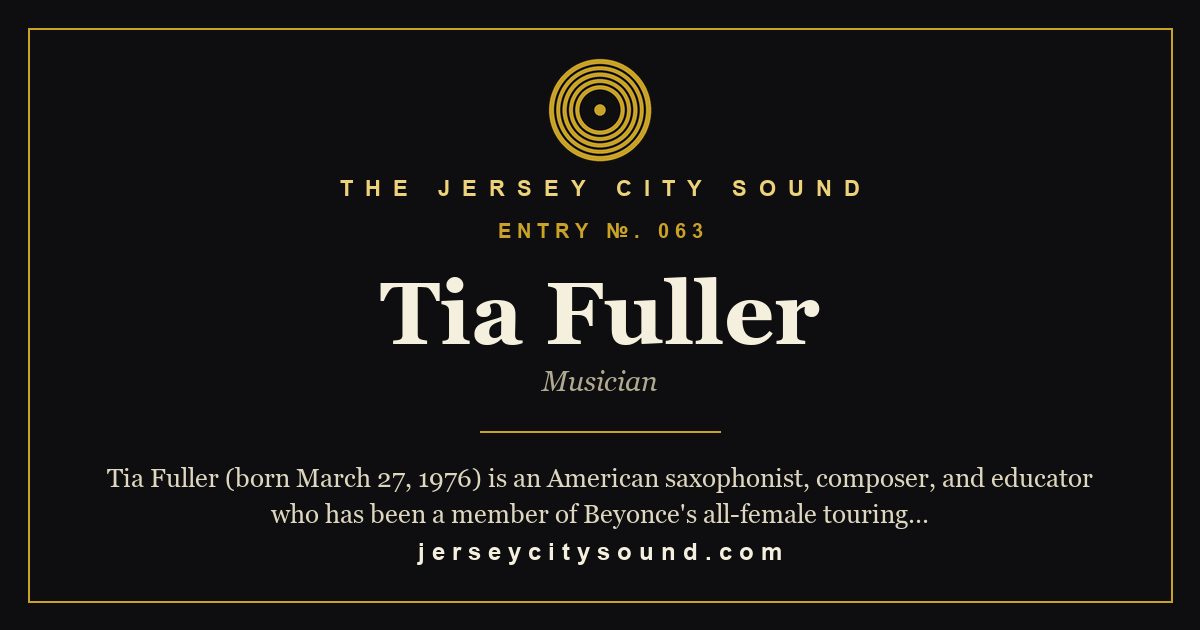 THE JERSEY CITY SOUND
ENTRY №. 063
Tia Fuller
Musician
Tia Fuller (born March 27, 1976) is an American saxophonist, composer, and educator
who has been a member of Beyonce's all-female touring...
jerseycitysound.com